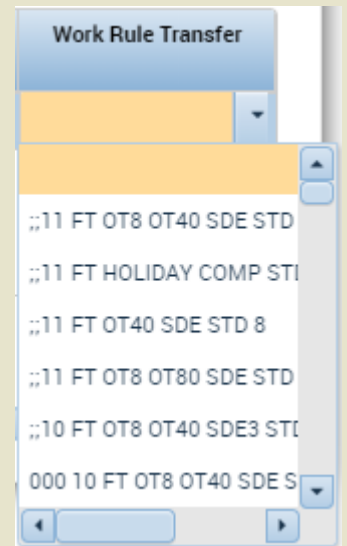 Work Rule Transfer
;;11 FT OT8 OT40 SDE STD
;;11 FT HOLIDAY COMP STD
;;11 FT OT40 SDE STD 8
;;11 FT OT8 OT80 SDE STD
;;10 FT OT8 OT40 SDE3 STD
000 10 FT OT8 OT40 SDE S